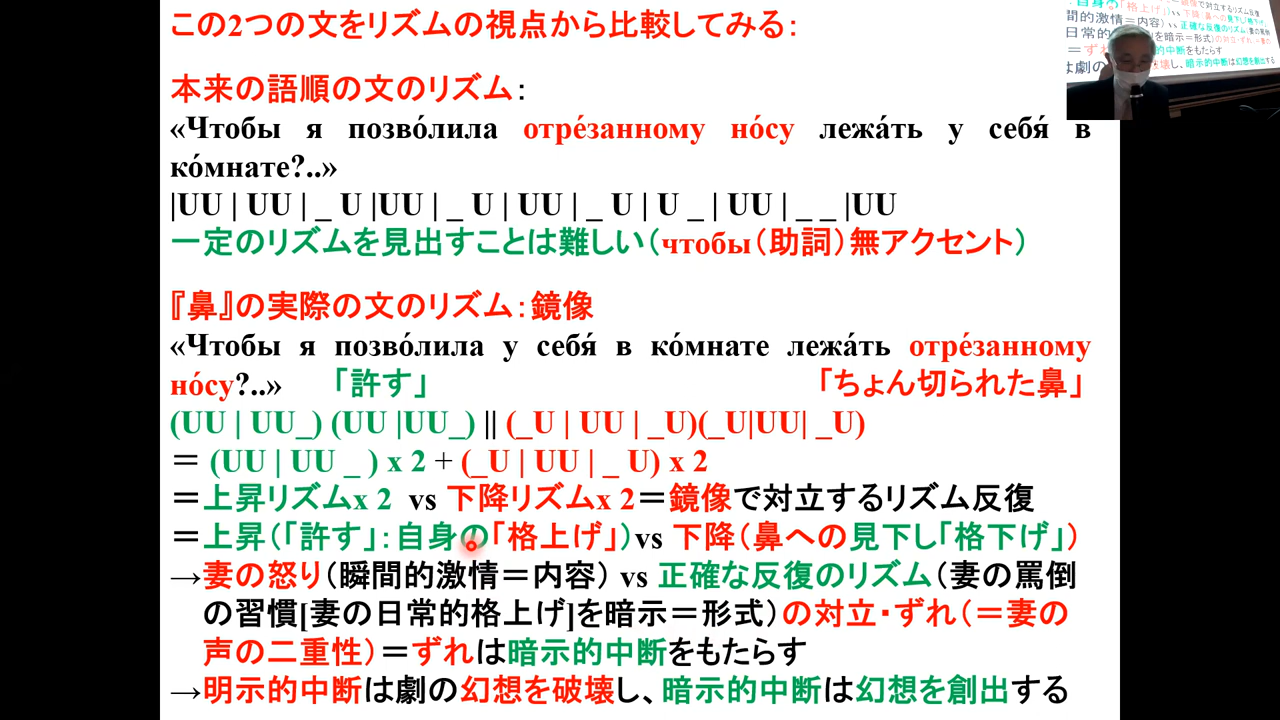 この2つの文をリズムの視点から比較してみる：
本来の語順の文のリズム：
«Чтобы я позво́лила отре́занному но́су лежа́ть у себя́ в
ко́мнате?..»
|UU | UU | _ U |UU | _ U | UU | _ U | U _ | UU | _ _ |UU
一定のリズムを見出すことは難しい（чтобы（助詞）無アクセント）
『鼻』の実際の文のリズム：鏡像
«Чтобы я позво́лила у себя́ в ко́мнате лежа́ть отре́занному
но́су?..» 「許す」 「ちょん切られた鼻」
(UU | UU_) (UU |UU_) || (_U | UU | _U)(_U|UU| _U)
＝ (UU | UU _ ) x 2 + (_U | UU | _ U) x 2
＝上昇リズムx 2 vs 下降リズムx 2＝鏡像で対立するリズム反復
＝上昇（「許す」：自身の「格上げ」）vs 下降（鼻への見下し「格下げ」）
→妻の怒り（瞬間的激情＝内容） vs 正確な反復のリズム（妻の罵倒
の習慣[妻の日常的格上げ]を暗示＝形式）の対立・ずれ（＝妻の
声の二重性）＝ずれは暗示的中断をもたらす
→明示的中断は劇の幻想を破壊し、暗示的中断は幻想を創出する